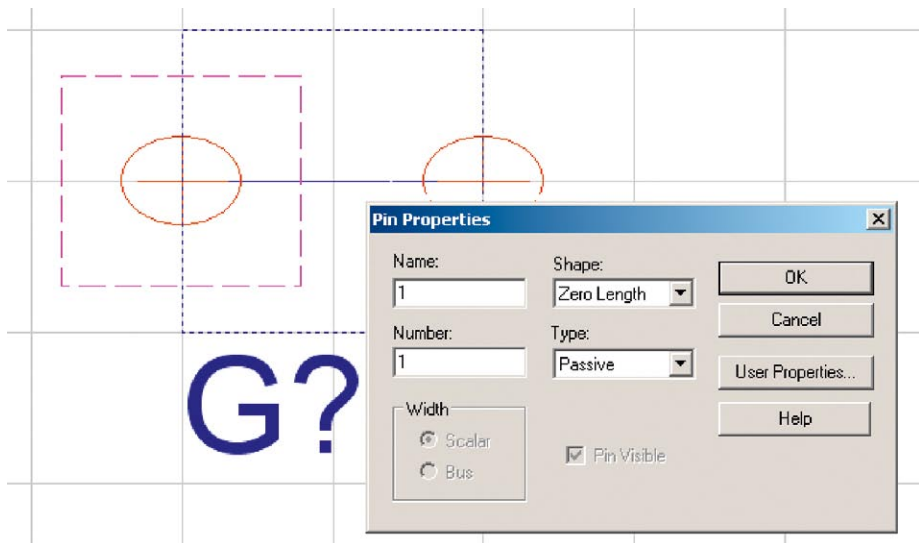 G?
Pin Properties
Name:
1
Shape:
Zero Length
OK
Cancel
Number:
1
Type:
Passive
User Properties...
Help
Width
Scalar
Bus
Pin Visible